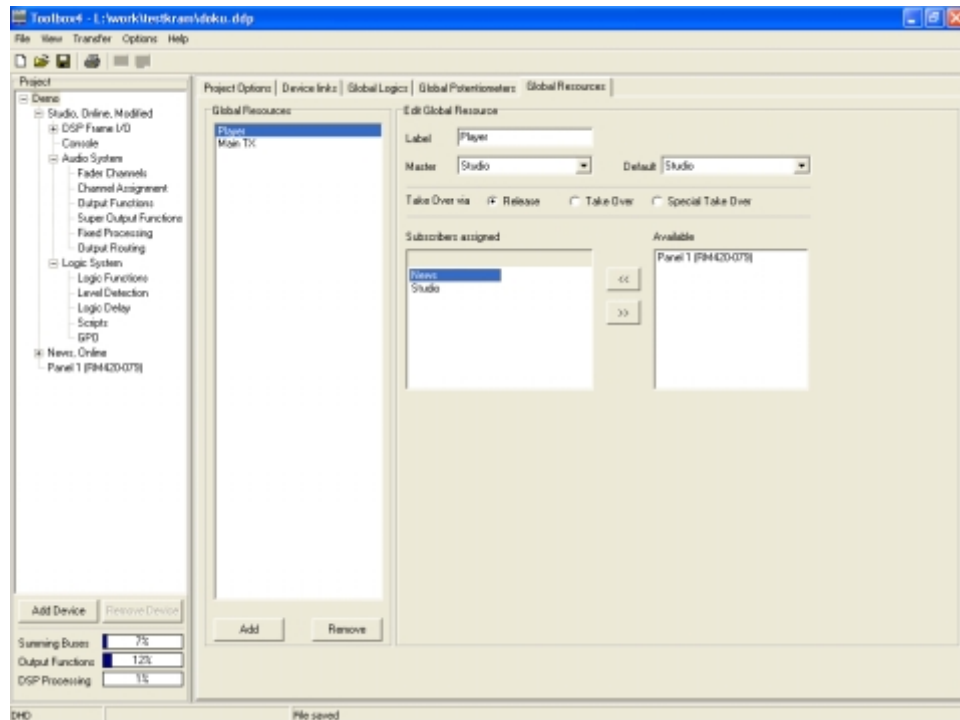 Toolbox4 - L:\work\testkram\doku.ddp
File View Transfer Options Help
Project
Demo
Studio, Online, Modified
DSP Frame I/O
Console
Audio System
Fader Channels
Channel Assignment
Output Functions
Super Output Functions
Fixed Processing
Output Routing
Logic System
Logic Functions
Level Detection
Logic Delay
Scripts
GPO
News, Online
Panel 1 (RM420-079)
Add Device Remove Device
Summing Buses 7%
Output Functions 12%
DSP Processing 1%
Project Options Device links Global Logics Global Potentiometers Global Resources
Global Resources
Player
Main TX
Add Remove
Edit Global Resource
Label Player
Master Studio Default Studio
Take Over via Release Take Over Special Take Over
Subscribers assigned Available
News
Studio
<<
>>
Panel 1 (RM420-079)
DHD File saved